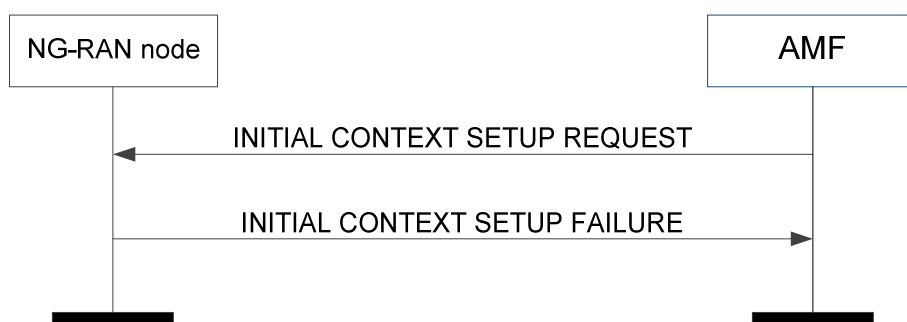 NG-RAN node
AMF
INITIAL CONTEXT SETUP REQUEST
INITIAL CONTEXT SETUP FAILURE